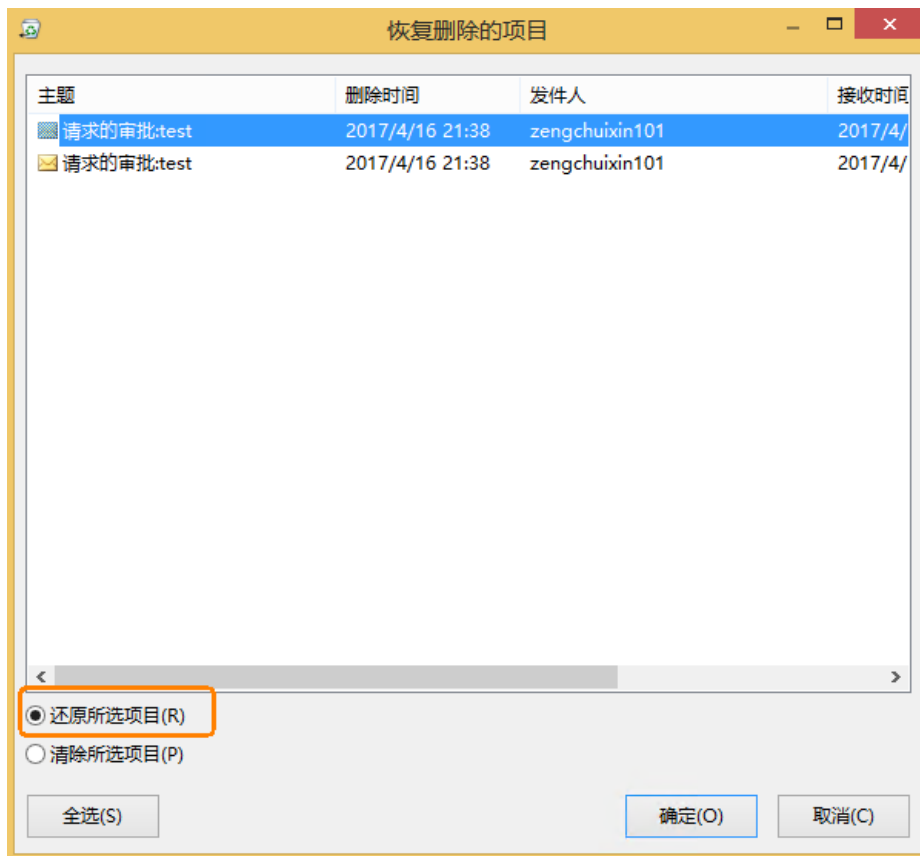 恢复删除的项目
主题 删除时间 发件人 接收时间
请求的审批:test 2017/4/16 21:38 zengchuixin101 2017/4/
请求的审批:test 2017/4/16 21:38 zengchuixin101 2017/4/
还原所选项目(R)
清除所选项目(P)
全选(S) 确定(O) 取消(C)